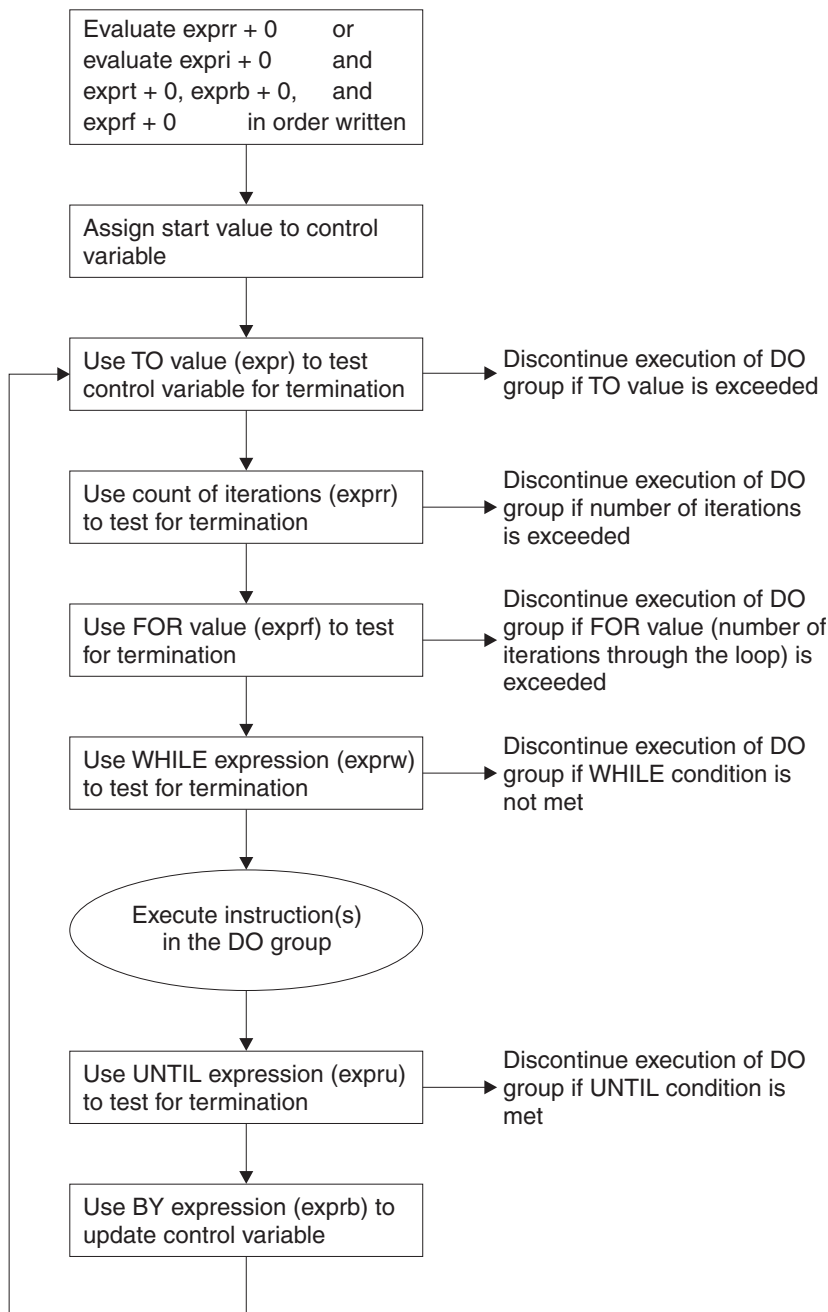 Evaluate exprr + 0 or
evaluate expri + 0 and
exprt + 0, exprb + 0, and
exprf + 0 in order written
Assign start value to control
variable
Use TO value (expr) to test
control variable for termination
Discontinue execution of DO
group if TO value is exceeded
Use count of iterations (exprr)
to test for termination
Discontinue execution of DO
group if number of iterations
is exceeded
Use FOR value (exprf) to test
for termination
Discontinue execution of DO
group if FOR value (number of
iterations through the loop) is
exceeded
Use WHILE expression (exprw)
to test for termination
Discontinue execution of DO
group if WHILE condition is
not met
Execute instruction(s)
in the DO group
Use UNTIL expression (expru)
to test for termination
Discontinue execution of DO
group if UNTIL condition is
met
Use BY expression (exprb) to
update control variable